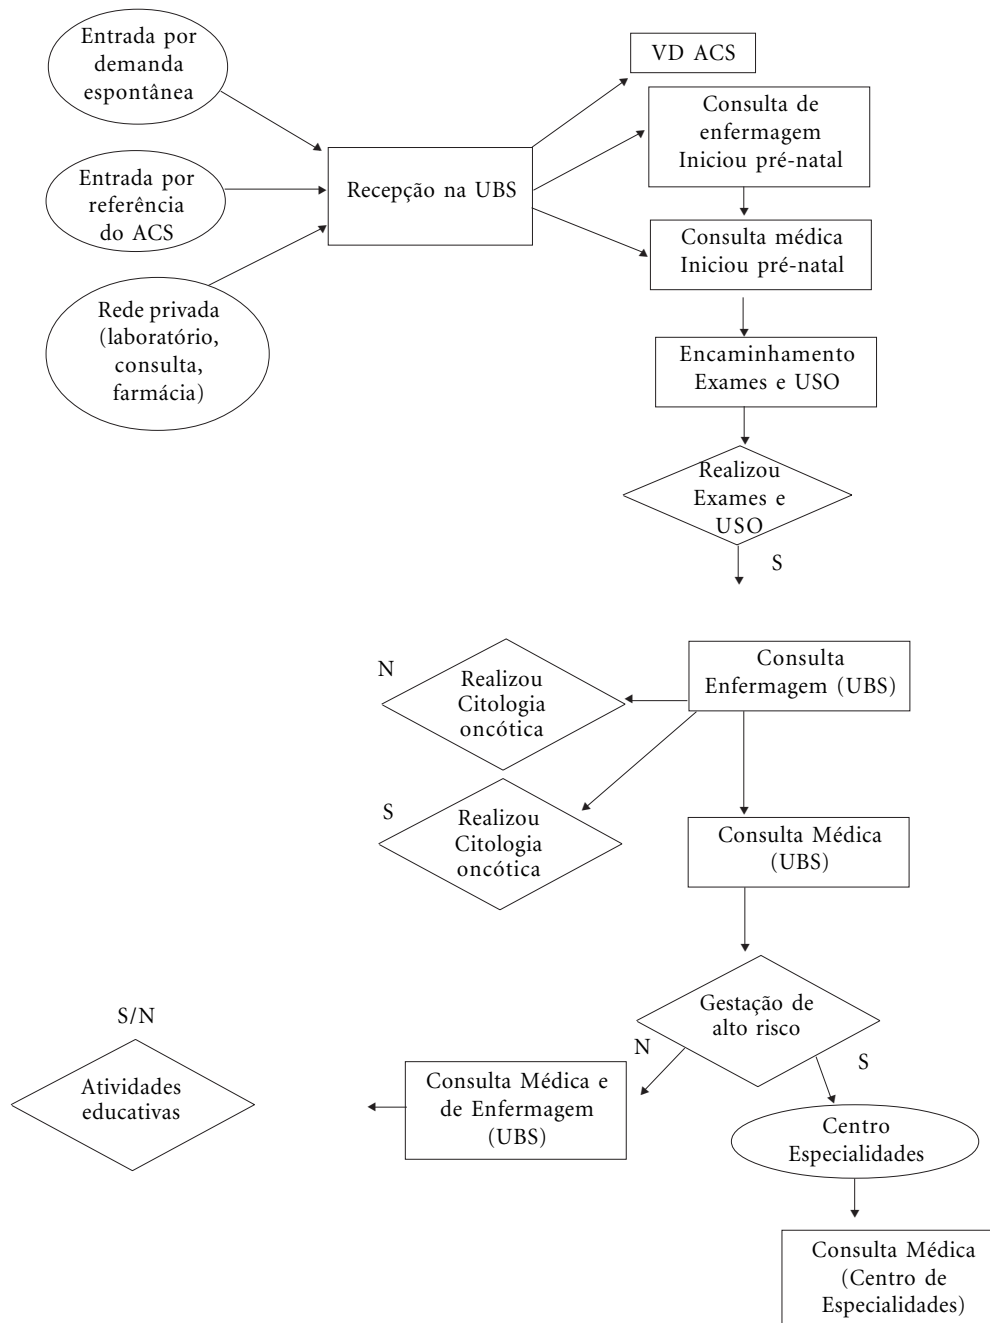 Entrada por
demanda
espontânea
VD ACS
Consulta de
enfermagem
Iniciou pré-natal
Entrada por
referência
do ACS
Recepção na UBS
Consulta médica
Iniciou pré-natal
Rede privada
(laboratório,
consulta,
farmácia)
Encaminhamento
Exames e USO
Realizou
Exames e
USO
S
Consulta
Enfermagem (UBS)
N
Realizou
Citologia
oncótica
S
Realizou
Citologia
oncótica
Consulta Médica
(UBS)
Gestação de
alto risco
N
S
S/N
Atividades
educativas
Consulta Médica e
de Enfermagem
(UBS)
Centro
Especialidades
Consulta Médica
(Centro de
Especialidades)